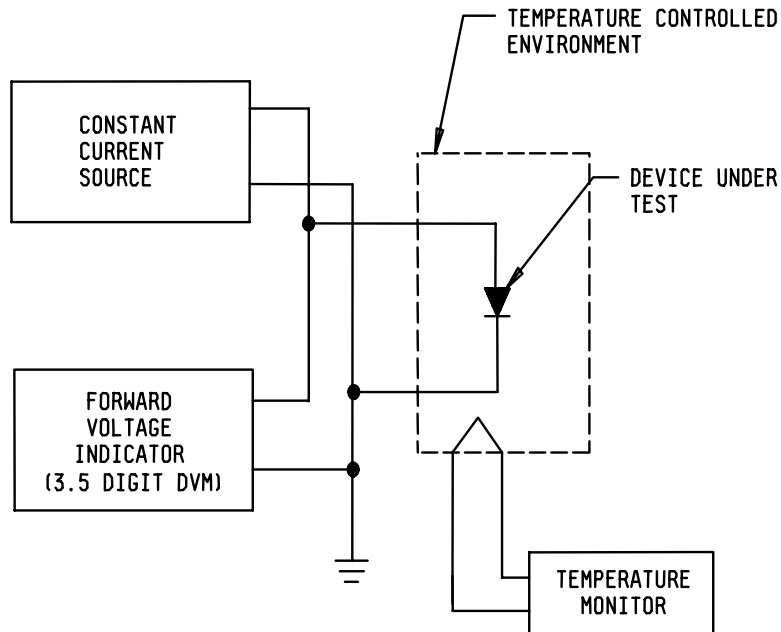 TEMPERATURE CONTROLLED
ENVIRONMENT
CONSTANT
CURRENT
SOURCE
DEVICE UNDER
TEST
FORWARD
VOLTAGE
INDICATOR
(3.5 DIGIT DVM)
TEMPERATURE
MONITOR